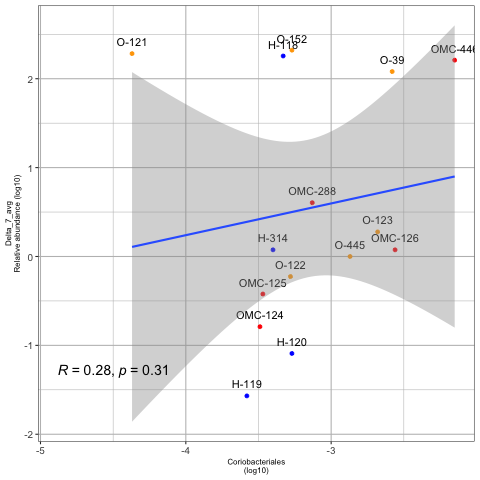 O-152
O-121
H-118
OMC-446
O-39
2
Delta_7_avg
Relative abundance (log10)
1
OMC-288
O-123
H-314
OMC-126
O-445
0
O-122
OMC-125
OMC-124
H-120
-1
R = 0.28, p = 0.31
H-119
-2
-5
-4
-3
Coriobacteriales
(log10)